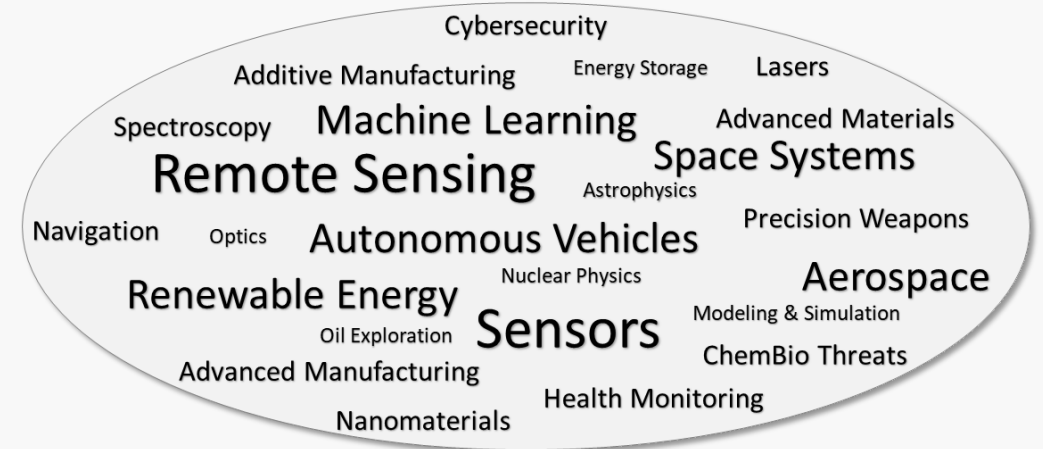 Cybersecurity
Additive Manufacturing
Energy Storage
Lasers
Spectroscopy
Machine Learning
Advanced Materials
Remote Sensing
Space Systems
Astrophysics
Navigation
Optics
Autonomous Vehicles
Precision Weapons
Nuclear Physics
Aerospace
Renewable Energy
Modeling & Simulation
Oil Exploration
Sensors
ChemBio Threats
Advanced Manufacturing
Health Monitoring
Nanomaterials